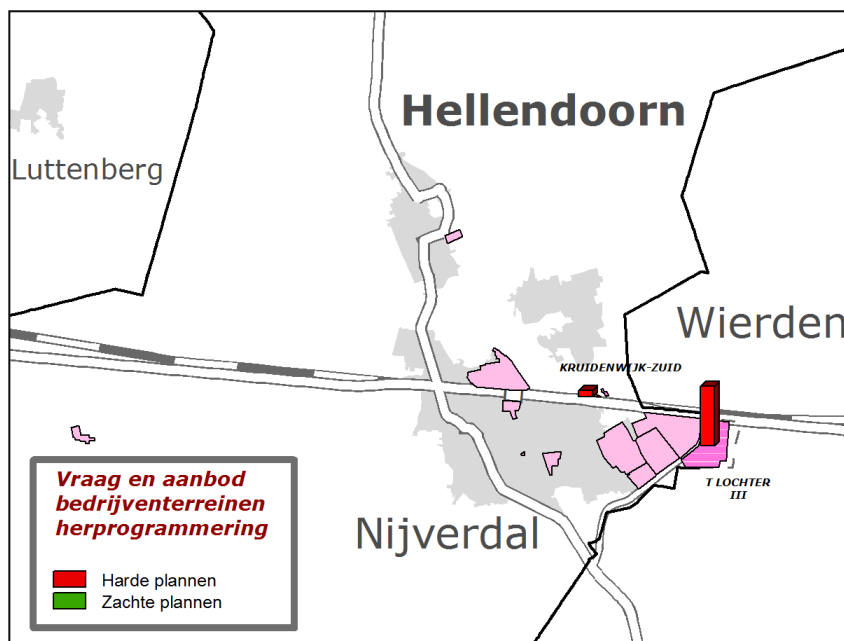 Hellendoorn
Luttenberg
Wierden
KRUIDENWIJK-ZUID
T LOCHTER
III
Nijverdal
Vraag en aanbod
bedrijventerreinen
herprogrammering
Harde plannen
Zachte plannen